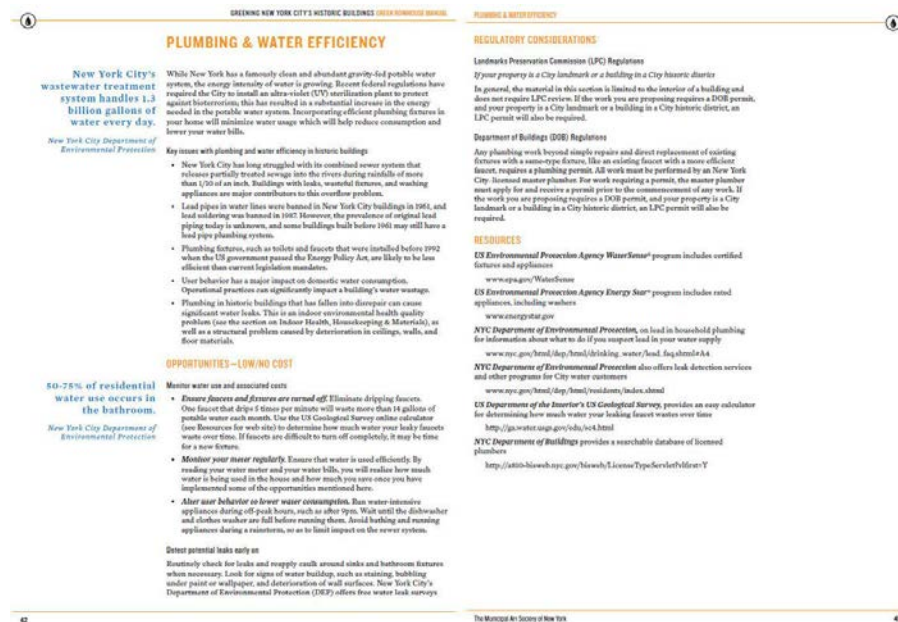 GREENING NEW YORK CITY'S HISTORIC BUILDINGS GREEN ROWHOUSE MANUAL
PLUMBING & WATER EFFICIENCY
New York City's
wastewater treatment
system handles 1.3
billion gallons of
water every day.
New York City Department of
Environmental Protection
While New York has a famously clean and abundant gravity-fed potable water
system, the energy intensity of water is growing. Recent federal regulations have
required the City to install an ultra-violet (UV) sterilization plant to protect
against bioterrorism; this has resulted in a substantial increase in the energy
needed in the potable water system. Incorporating efficient plumbing fixtures in
your home will minimize water usage which will help reduce consumption and
lower your water bills.
Key issues with plumbing and water efficiency in historic buildings
• New York City has long struggled with its combined sewer system that
releases partially treated sewage into the rivers during rainfalls of more
than 1/10 of an inch. Buildings with leaks, wasteful fixtures, and washing
appliances are major contributors to this overflow problem.
• Lead pipes in water lines were banned in New York City buildings in 1961, and
lead soldering was banned in 1987. However, the prevalence of original lead
piping today is unknown, and some buildings built before 1961 may still have a
lead pipe plumbing system.
• Plumbing fixtures, such as toilets and faucets that were installed before 1992
when the US government passed the Energy Policy Act, are likely to be less
efficient than current legislation mandates.
• User behavior has a major impact on domestic water consumption.
Operational practices can significantly impact a building's water wastage.
• Plumbing in historic buildings that has fallen into disrepair can cause
significant water leaks. This is an indoor environmental health quality
problem (see the section on Indoor Health, Housekeeping & Materials), as
well as a structural problem caused by deterioration in ceilings, walls, and
floor materials.
OPPORTUNITIES—LOW/NO COST
50-75% of residential
water use occurs in
the bathroom.
New York City Department of
Environmental Protection
Monitor water use and associated costs
• Ensure faucets and fixtures are turned off. Eliminate dripping faucets.
One faucet that drips 5 times per minute will waste more than 14 gallons of
potable water each month. Use the US Geological Survey online calculator
(see Resources for web site) to determine how much water your leaky faucets
waste over time. If faucets are difficult to turn off completely, it may be time
for a new fixture.
• Monitor your meter regularly. Ensure that water is used efficiently. By
reading your water meter and your water bills, you will realize how much
water is being used in the house and how much you save once you have
implemented some of the opportunities mentioned here.
• Alter user behavior to lower water consumption. Run water-intensive
appliances during off-peak hours, such as after 9pm. Wait until the dishwasher
and clothes washer are full before running them. Avoid bathing and running
appliances during a rainstorm, so as to limit impact on the sewer system.
Detect potential leaks early on
Routinely check for leaks and reapply caulk around sinks and bathroom fixtures
when necessary. Look for signs of water buildup, such as staining, bubbling
under paint or wallpaper, and deterioration of wall surfaces. New York City's
Department of Environmental Protection (DEP) offers free water leak surveys
42
PLUMBING & WATER EFFICIENCY
REGULATORY CONSIDERATIONS
Landmarks Preservation Commission (LPC) Regulations
If your property is a City landmark or a building in a City historic district
In general, the material in this section is limited to the interior of a building and
does not require LPC review. If the work you are proposing requires a DOB permit,
and your property is a City landmark or a building in a City historic district, an
LPC permit will also be required.
Department of Buildings (DOB) Regulations
Any plumbing work beyond simple repairs and direct replacement of existing
fixtures with a same-type fixture, like an existing faucet with a more efficient
faucet, requires a plumbing permit. All work must be performed by an New York
City-licensed master plumber. For work requiring a permit, the master plumber
must apply for and receive a permit prior to the commencement of any work. If
the work you are proposing requires a DOB permit, and your property is a City
landmark or a building in a City historic district, an LPC permit will also be
required.
RESOURCES
US Environmental Protection Agency WaterSense® program includes certified
fixtures and appliances
www.epa.gov/WaterSense
US Environmental Protection Agency Energy Star® program includes rated
appliances, including washers
www.energystar.gov
NYC Department of Environmental Protection, on lead in household plumbing
for information about what to do if you suspect lead in your water supply
www.nyc.gov/html/dep/html/drinking_water/lead_faq.shtml#A4
NYC Department of Environmental Protection also offers leak detection services
and other programs for City water customers
www.nyc.gov/html/dep/html/residents/index.shtml
US Department of the Interior's US Geological Survey, provides an easy calculator
for determining how much water your leaking faucet wastes over time
http://ga.water.usgs.gov/edu/sc4.html
NYC Department of Buildings provides a searchable database of licensed
plumbers
http://a810-bisweb.nyc.gov/bisweb/LicenseTypeServlet?vlfirst=Y
The Municipal Art Society of New York